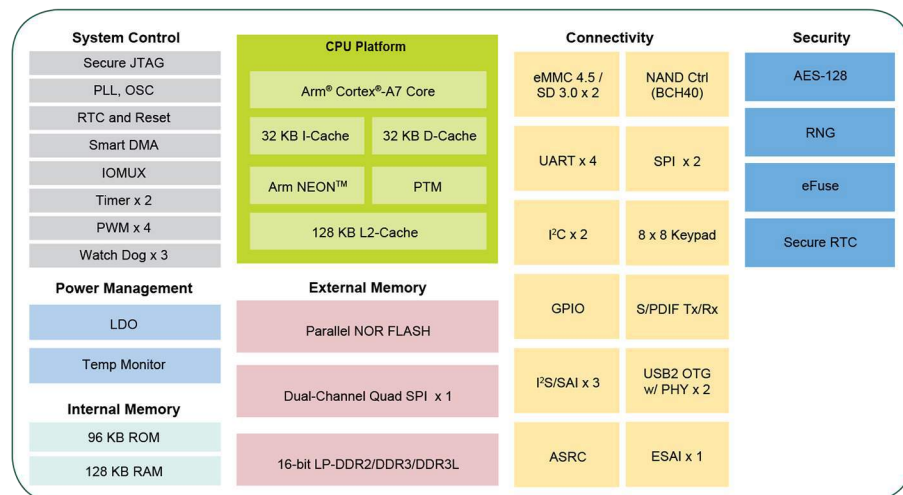 System Control
Secure JTAG
PLL, OSC
RTC and Reset
Smart DMA
IOMUX
Timer x 2
PWM x 4
Watch Dog x 3
Power Management
LDO
Temp Monitor
Internal Memory
96 KB ROM
128 KB RAM
CPU Platform
Arm® Cortex®-A7 Core
32 KB I-Cache
32 KB D-Cache
Arm NEON™
PTM
128 KB L2-Cache
External Memory
Parallel NOR FLASH
Dual-Channel Quad SPI x 1
16-bit LP-DDR2/DDR3/DDR3L
Connectivity
eMMC 4.5 /
SD 3.0 x 2
NAND Ctrl
(BCH40)
UART x 4
SPI x 2
I²C x 2
8 x 8 Keypad
GPIO
S/PDIF Tx/Rx
I²S/SAI x 3
USB2 OTG
w/ PHY x 2
ASRC
ESAI x 1
Security
AES-128
RNG
eFuse
Secure RTC